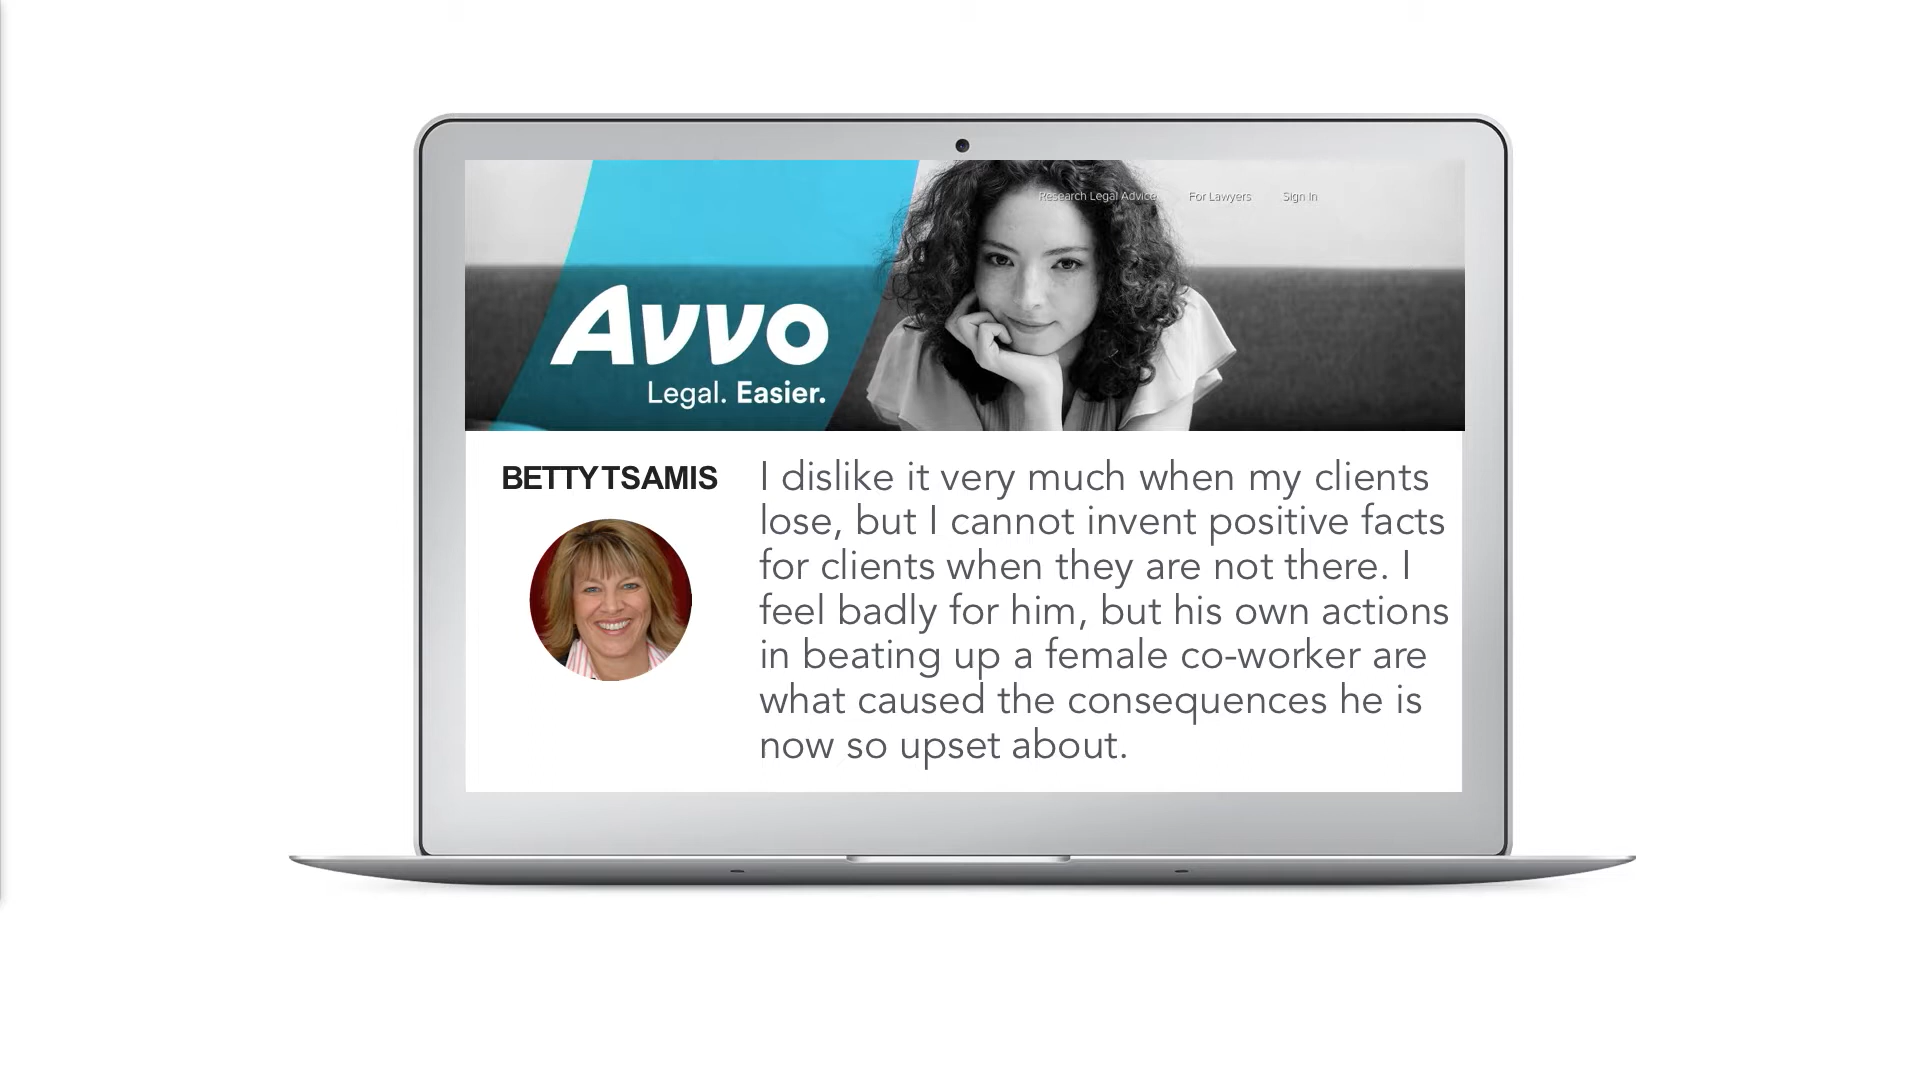 Research Legal Advice For Lawyers Sign In
Avvo
Legal. Easier.
BETTY TSAMIS
I dislike it very much when my clients
lose, but I cannot invent positive facts
for clients when they are not there. I
feel badly for him, but his own actions
in beating up a female co-worker are
what caused the consequences he is
now so upset about.